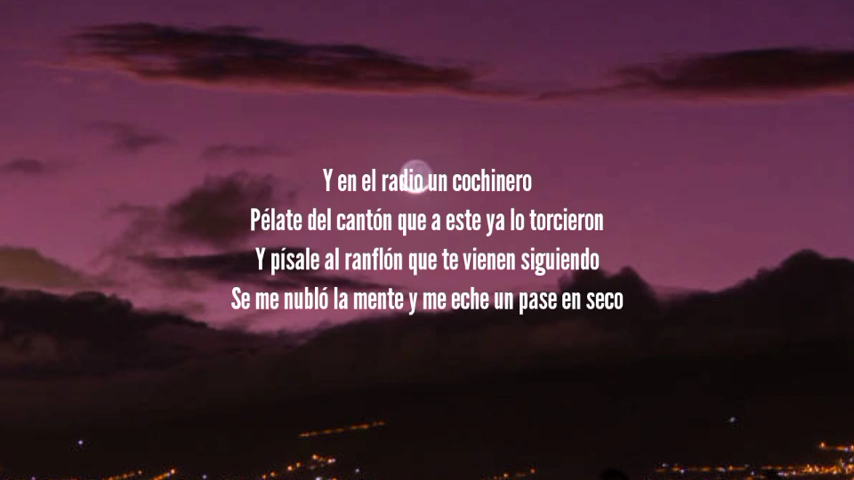 Y en el radio un cochinero
Pélate del cantón que a este ya lo torcieron
Y písale al ranflón que te vienen siguiendo
Se me nubló la mente y me eche un pase en seco